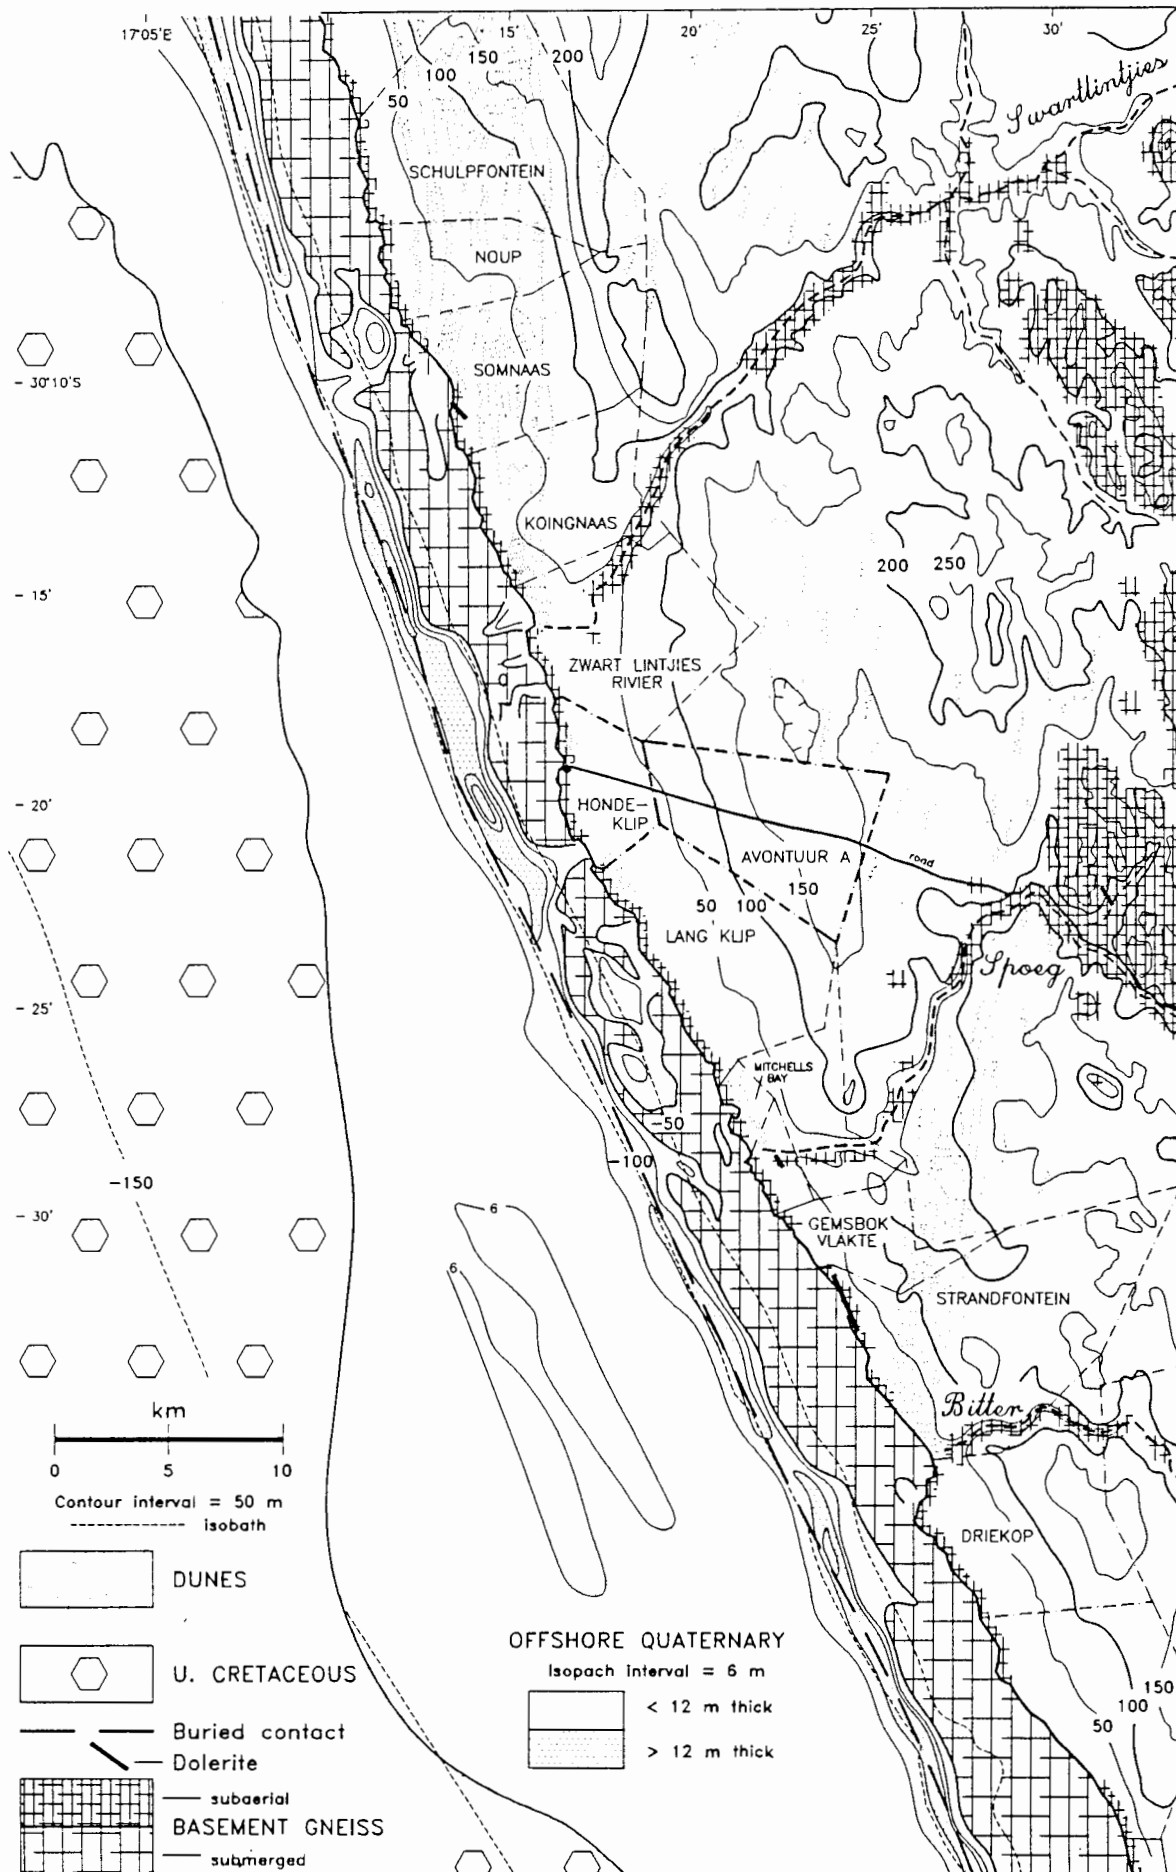 17°05'E
15'
20'
25'
30'
50
100
150
200
Swartlintjies
SCHULPFONTEIN
NOUP
- 30°10'S
SOMNAAS
KOINGNAAS
200
250
- 15'
ZWART LINTJIES
RIVIER
- 20'
HONDE-
KLIP
AVONTUUR A
road
150
50
100
LANG KLIP
Spoeg
- 25'
MITCHELLS
BAY
-50
-100
-150
- 30'
6
6
GEMSBOK
VLAKTE
STRANDFONTEIN
Bitter
km
0 5 10
Contour interval = 50 m
isobath
DRIEKOP
DUNES
OFFSHORE QUATERNARY
Isopach interval = 6 m
< 12 m thick
> 12 m thick
U. CRETACEOUS
150
100
50
Buried contact
Dolerite
subaerial
BASEMENT GNEISS
submerged